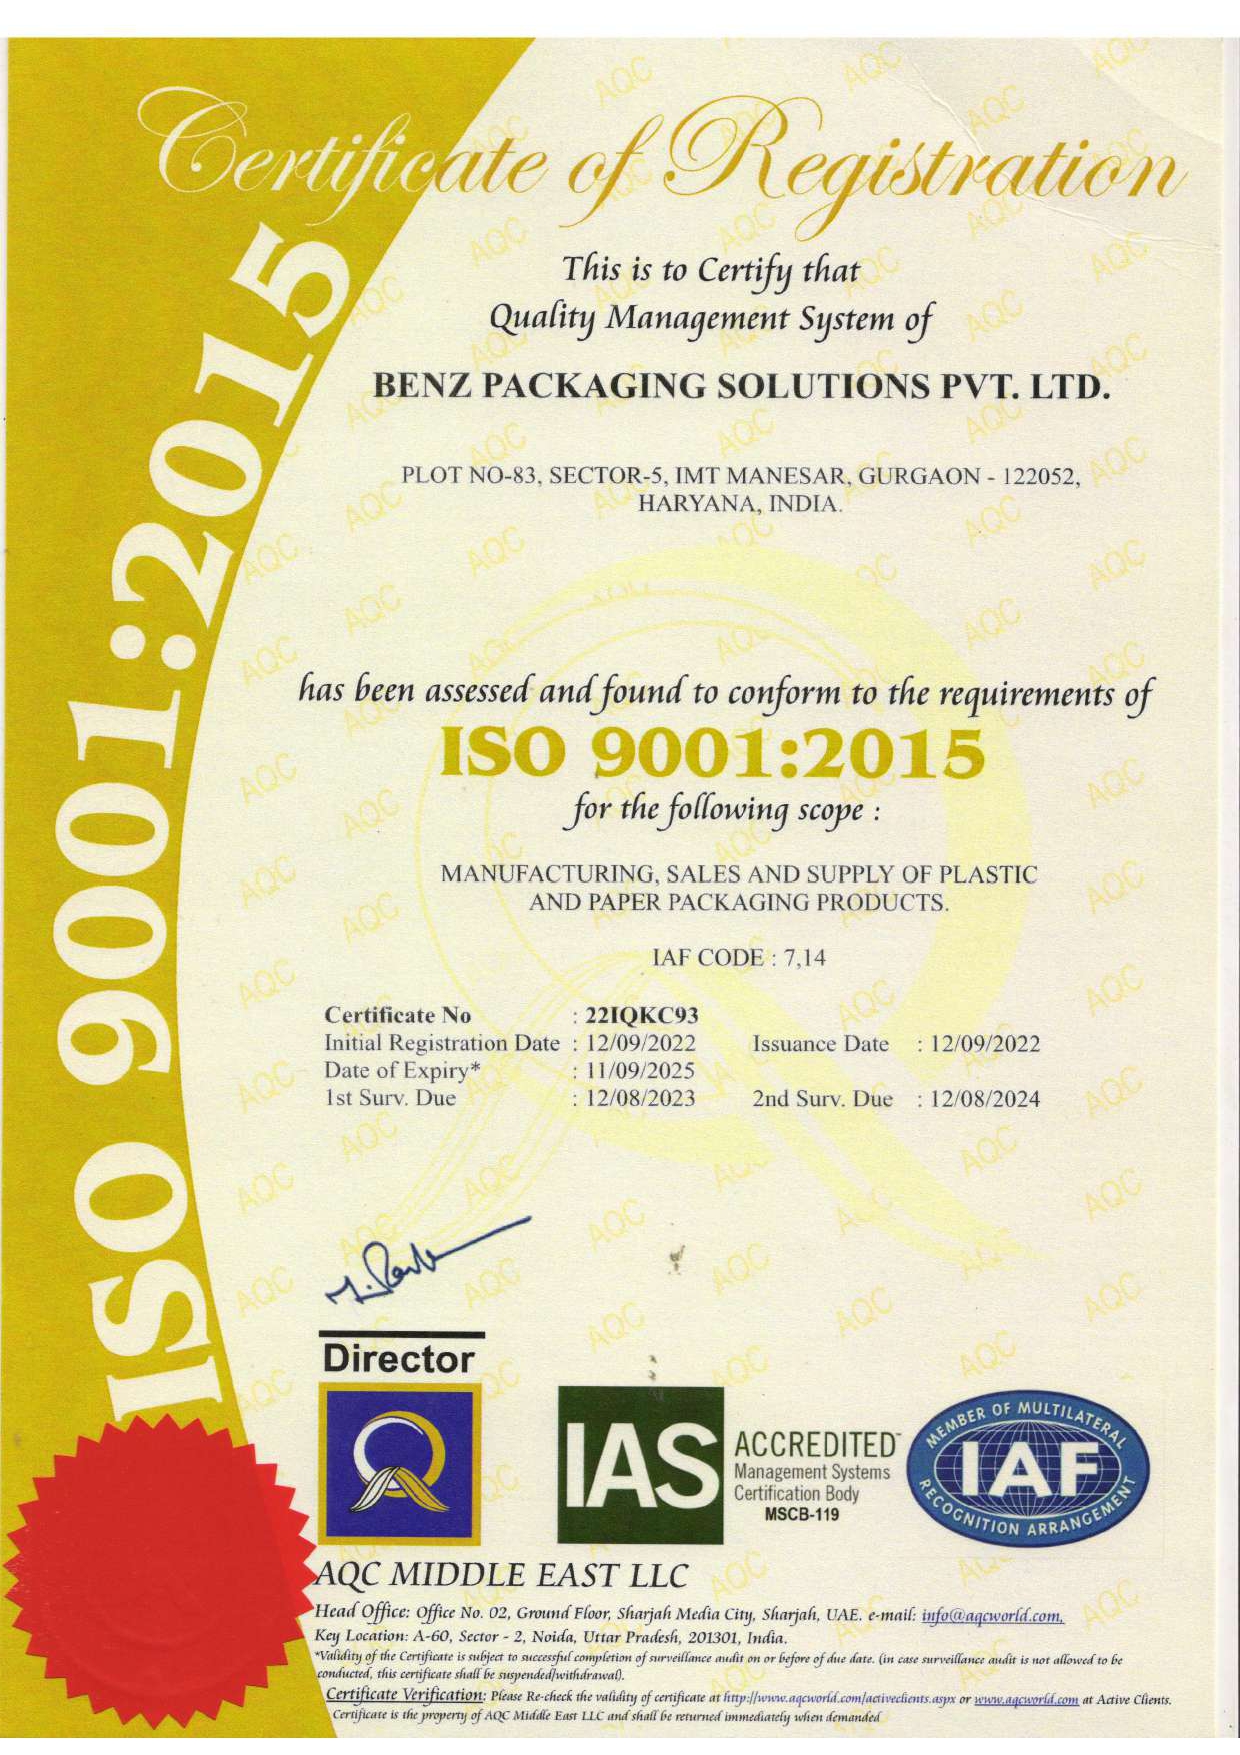 Certificate of Registration
ISO 9001:2015
This is to Certify that
Quality Management System of
BENZ PACKAGING SOLUTIONS PVT. LTD.
PLOT NO-83, SECTOR-5, IMT MANESAR, GURGAON - 122052,
HARYANA, INDIA.
has been assessed and found to conform to the requirements of
ISO 9001:2015
for the following scope :
MANUFACTURING, SALES AND SUPPLY OF PLASTIC
AND PAPER PACKAGING PRODUCTS.
IAF CODE : 7,14
Certificate No : 22IQKC93
Initial Registration Date : 12/09/2022 Issuance Date : 12/09/2022
Date of Expiry* : 11/09/2025
1st Surv. Due : 12/08/2023 2nd Surv. Due : 12/08/2024
Director
IAS
ACCREDITED
Management Systems
Certification Body
MSCB-119
MEMBER OF MULTILATERAL
IAF
RECOGNITION ARRANGEMENT
AQC MIDDLE EAST LLC
Head Office: Office No. 02, Ground Floor, Sharjah Media City, Sharjah, UAE. e-mail: info@aqcworld.com,
Key Location: A-60, Sector - 2, Noida, Uttar Pradesh, 201301, India.
*Validity of the Certificate is subject to successful completion of surveillance audit on or before of due date. (in case surveillance audit is not allowed to be
conducted, this certificate shall be suspended/withdrawal).
Certificate Verification: Please Re-check the validity of certificate at http://www.aqcworld.com/activeclients.aspx or www.aqcworld.com at Active Clients.
Certificate is the property of AQC Middle East LLC and shall be returned immediately when demanded